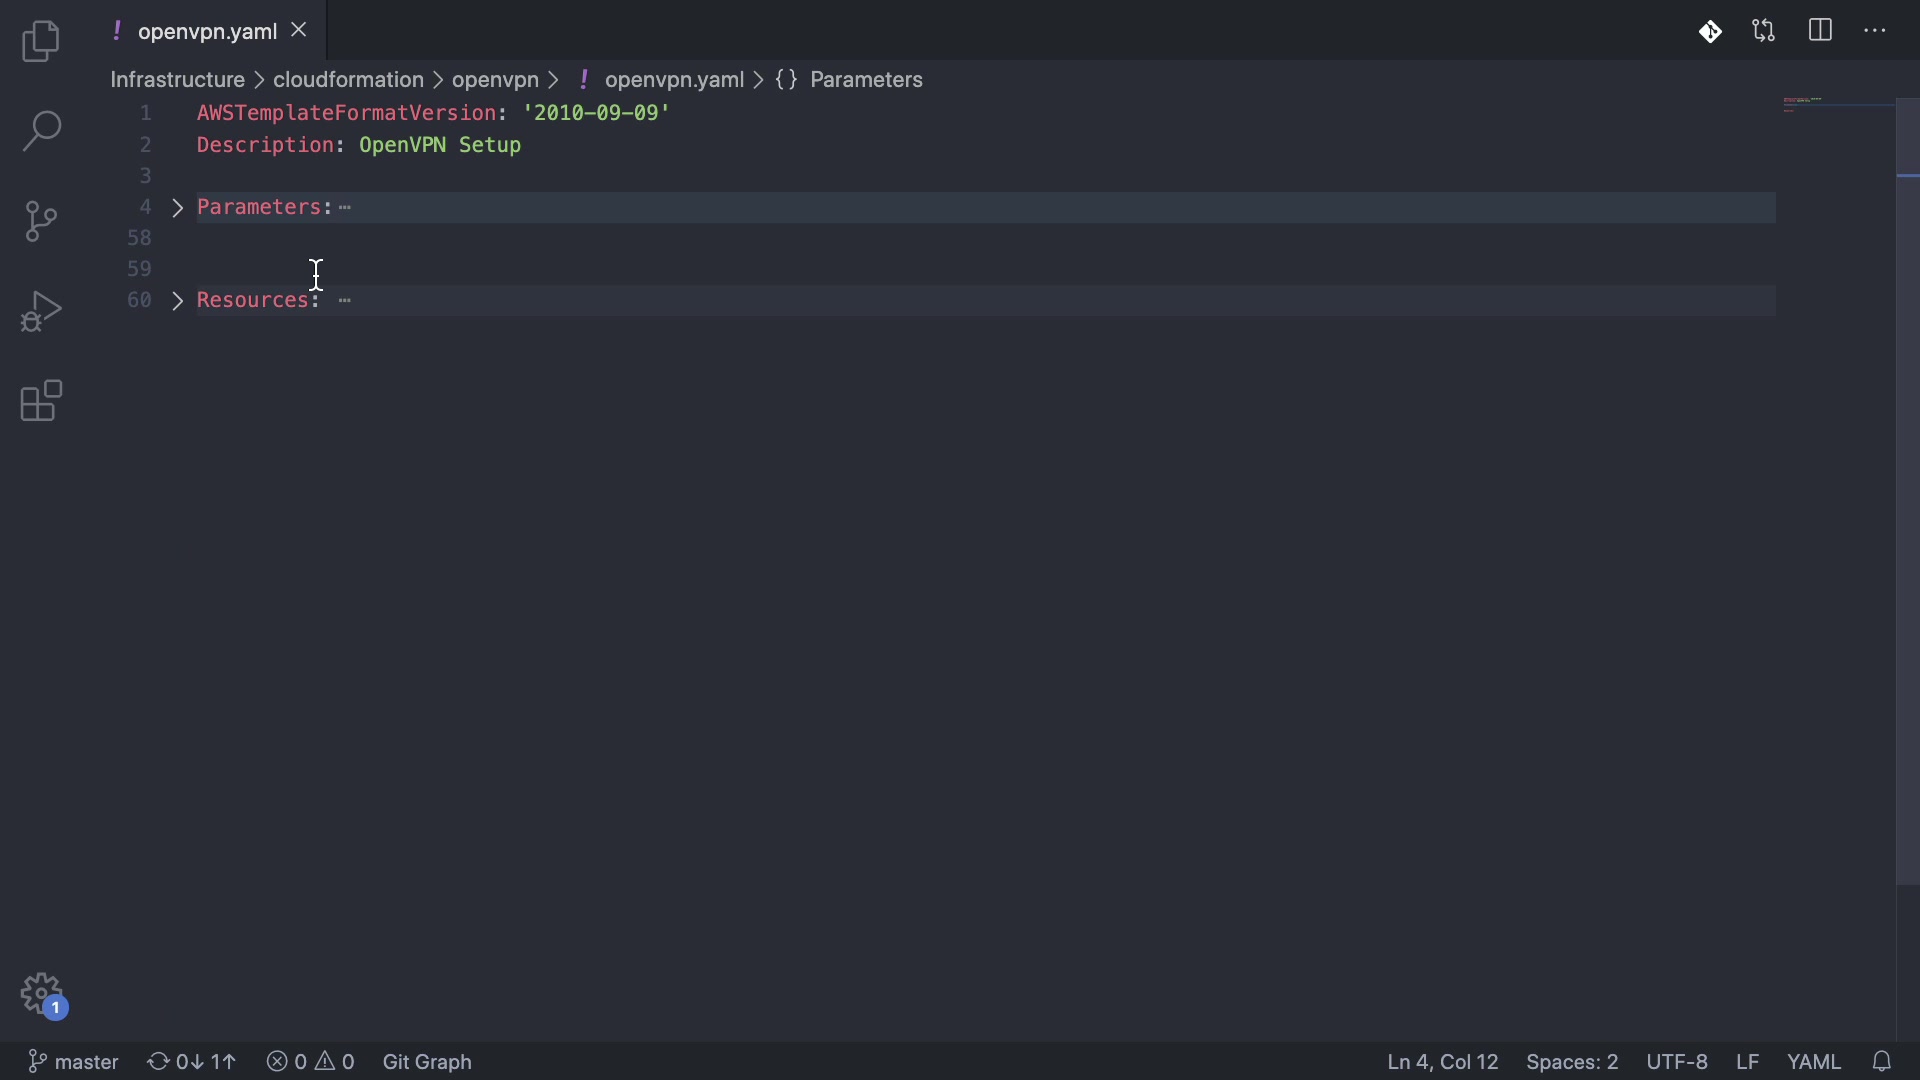 ! openvpn.yaml
Infrastructure > cloudformation > openvpn > ! openvpn.yaml > {} Parameters
1 AWSTemplateFormatVersion: '2010-09-09'
2 Description: OpenVPN Setup
3
4 > Parameters:…
58
59
60 > Resources: …
1
master 0↓ 1↑ 0 0 Git Graph Ln 4, Col 12 Spaces: 2 UTF-8 LF YAML